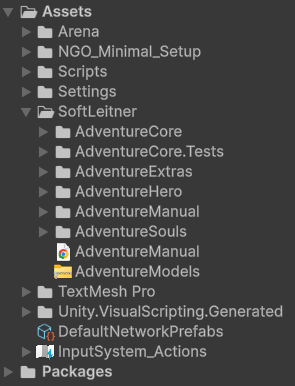 Assets
Arena
NGO_Minimal_Setup
Scripts
Settings
SoftLeitner
AdventureCore
AdventureCore.Tests
AdventureExtras
AdventureHero
AdventureManual
AdventureSouls
AdventureManual
AdventureModels
TextMesh Pro
Unity.VisualScripting.Generated
DefaultNetworkPrefabs
InputSystem_Actions
Packages